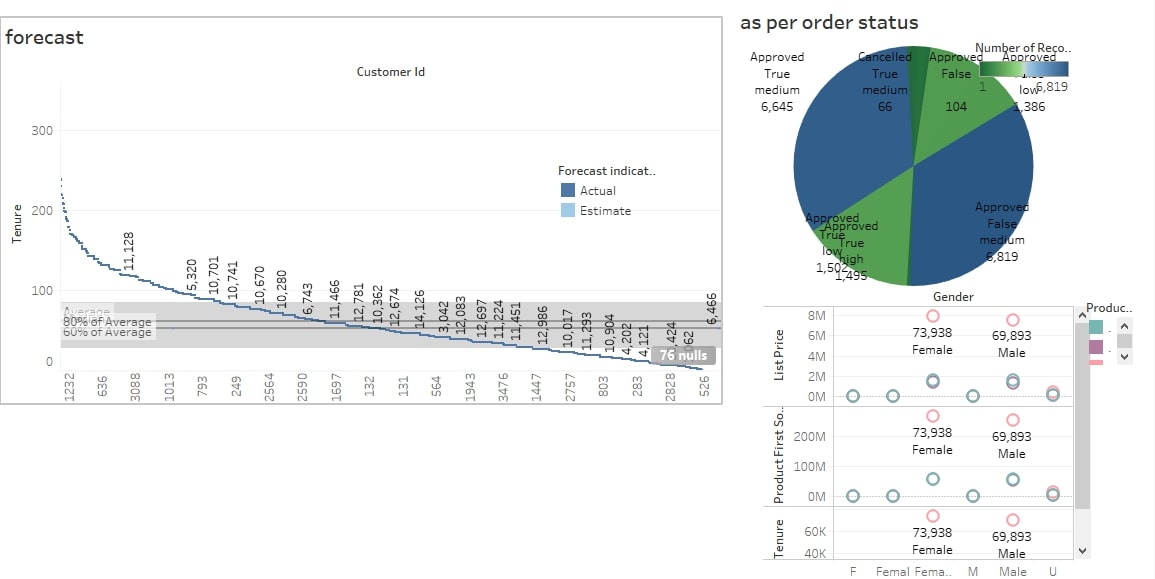 forecast
Customer Id
300
200
100
0
Tenure
Forecast indicat..
Actual
Estimate
11,128
5,320
10,701
10,741
10,670
10,280
6,743
11,466
12,781
10,362
12,674
14,126
3,042
12,083
12,697
11,224
11,451
12,986
10,017
11,293
10,904
4,202
4,121
6,466
Average
80% of Average
60% of Average
76 nulls
1232
636
3088
1013
793
249
2564
2590
1697
132
131
564
1943
3476
1447
2757
803
283
2828
526
as per order status
Number of Reco..
1
6,819
Approved
True
medium
6,645
Cancelled
True
medium
66
Approved
False
104
Approved
low
1,386
Approved
False
medium
6,819
Approved
True
low
1,502
Approved
True
high
1,495
Gender
Produc..
List Price
8M
6M
4M
2M
0M
73,938
Female
69,893
Male
Product First So..
200M
100M
0M
73,938
Female
69,893
Male
Tenure
60K
40K
73,938
Female
69,893
Male
F
Femal
Fema..
M
Male
U